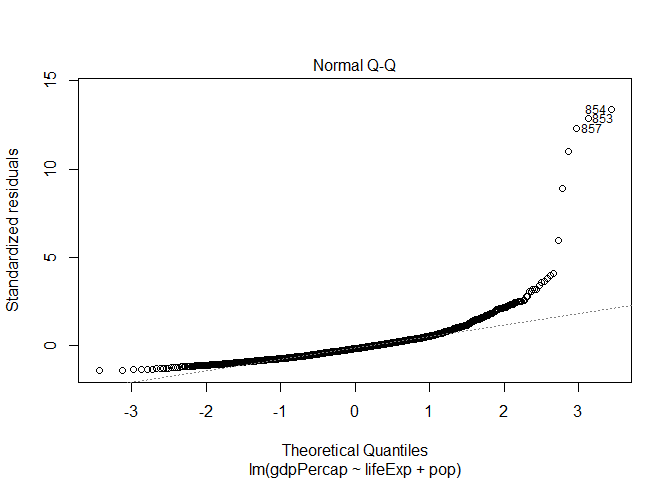 Normal Q-Q
Standardized residuals
15
10
5
0
854
853
857
-3 -2 -1 0 1 2 3
Theoretical Quantiles
lm(gdpPercap ~ lifeExp + pop)